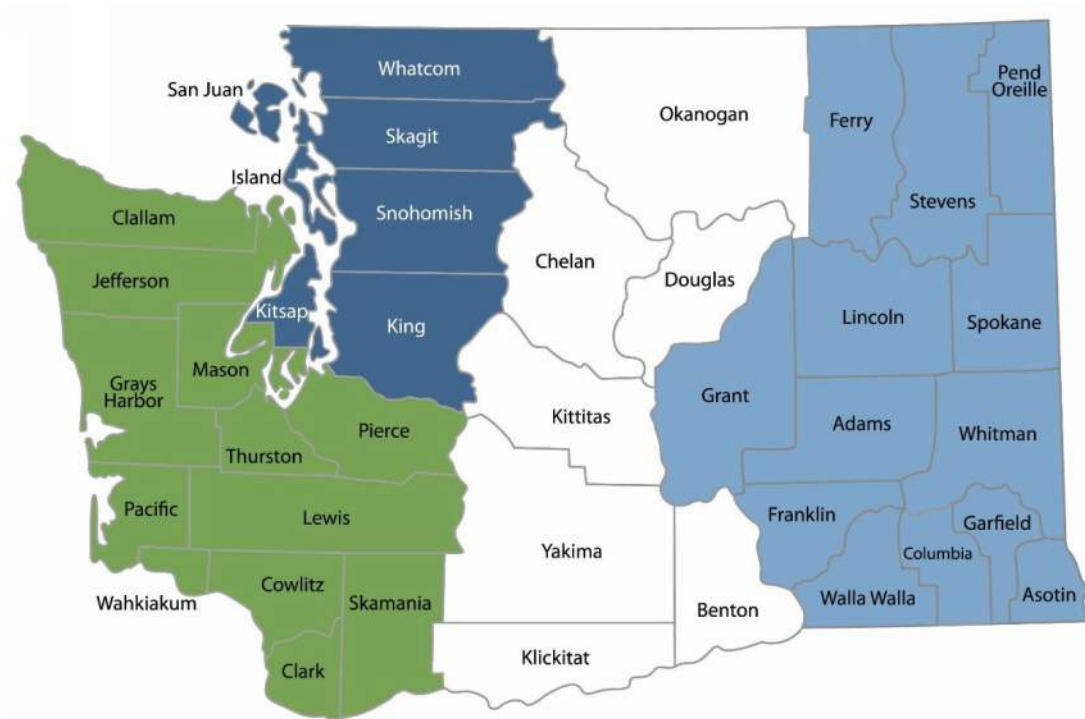 Whatcom
San Juan
Skagit
Okanogan
Ferry
Pend
Oreille
Island
Stevens
Snohomish
Clallam
Chelan
Jefferson
Douglas
Kitsap
King
Lincoln
Spokane
Mason
Grays
Harbor
Grant
Kittitas
Adams
Pierce
Whitman
Thurston
Pacific
Lewis
Franklin
Garfield
Yakima
Columbia
Cowlitz
Wahkiakum
Skamania
Benton
Walla Walla
Asotin
Klickitat
Clark